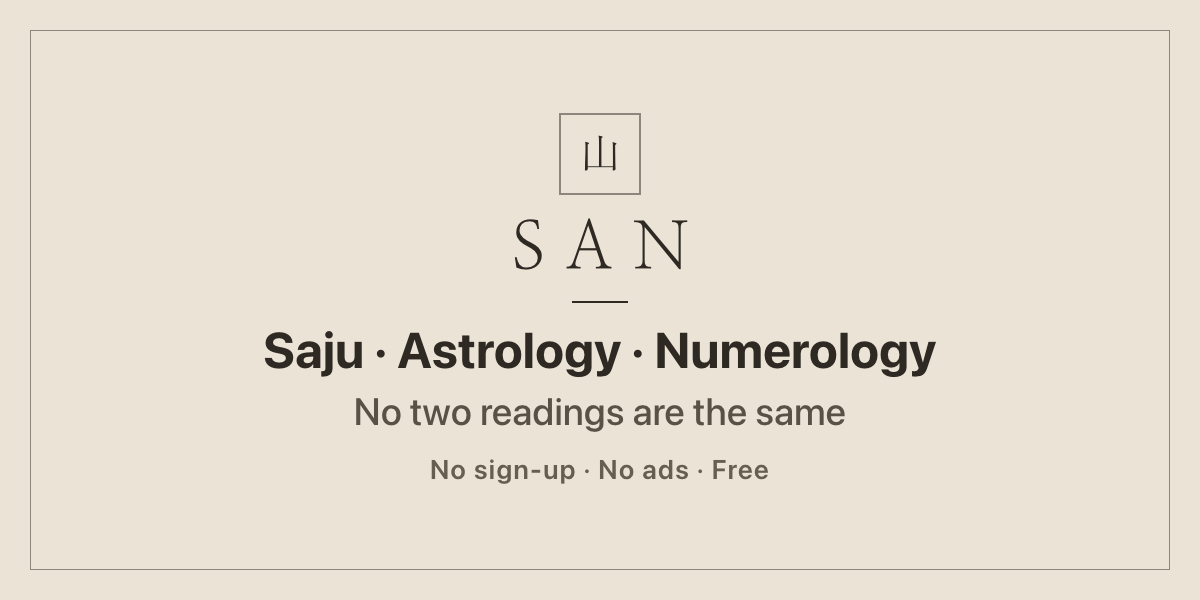 山
SAN
Saju · Astrology · Numerology
No two readings are the same
No sign-up · No ads · Free